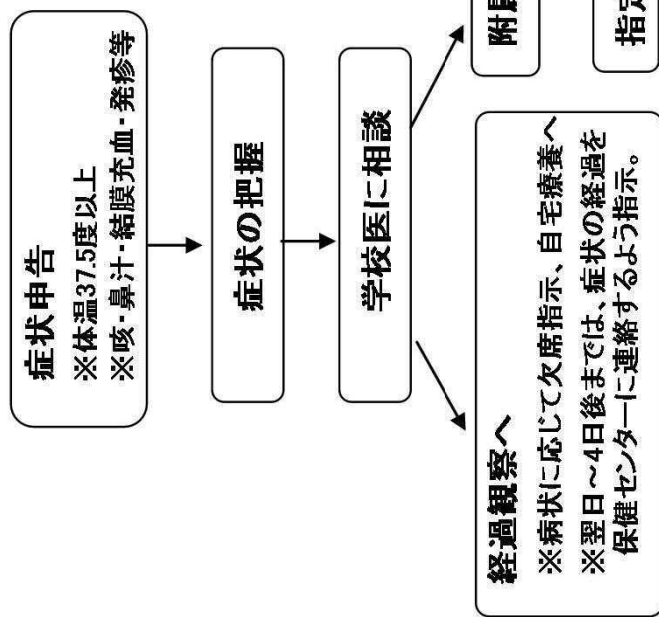 症状申告
※体温37.5度以上
※咳・鼻汁・結膜充血・発疹等
症状の把握
学校医に相談
経過観察へ
※病状に応じて欠席指示、自宅療養へ
※翌日~4日後までは、症状の経過を
保健センターに連絡するよう指示。
附属
指定